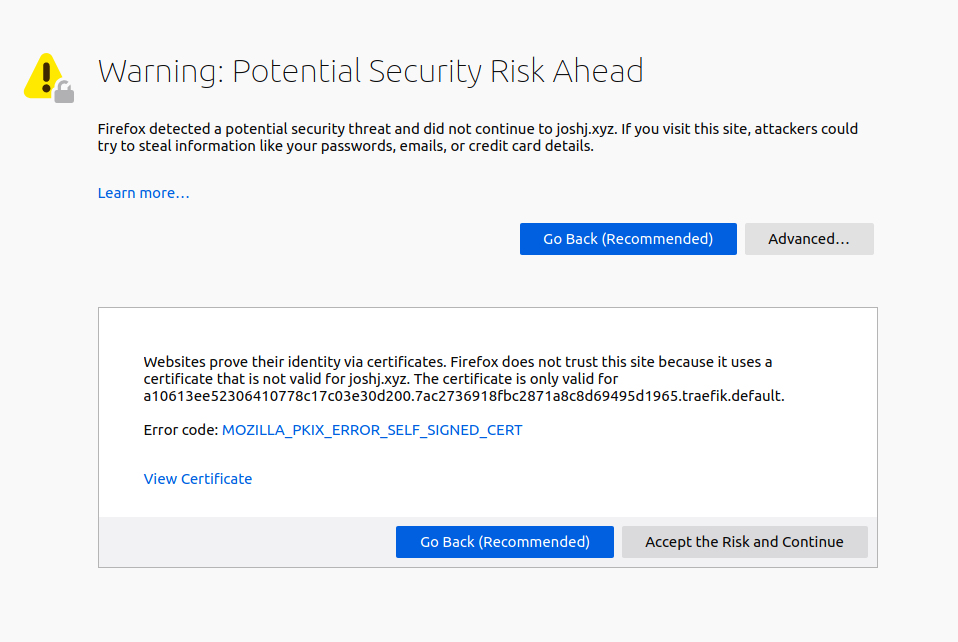 Warning: Potential Security Risk Ahead
Firefox detected a potential security threat and did not continue to joshj.xyz. If you visit this site, attackers could
try to steal information like your passwords, emails, or credit card details.
Learn more…
Go Back (Recommended)
Advanced…
Websites prove their identity via certificates. Firefox does not trust this site because it uses a
certificate that is not valid for joshj.xyz. The certificate is only valid for
a10613ee52306410778c17c03e30d200.7ac2736918fbc2871a8c8d69495d1965.traefik.default.
Error code: MOZILLA_PKIX_ERROR_SELF_SIGNED_CERT
View Certificate
Go Back (Recommended)
Accept the Risk and Continue